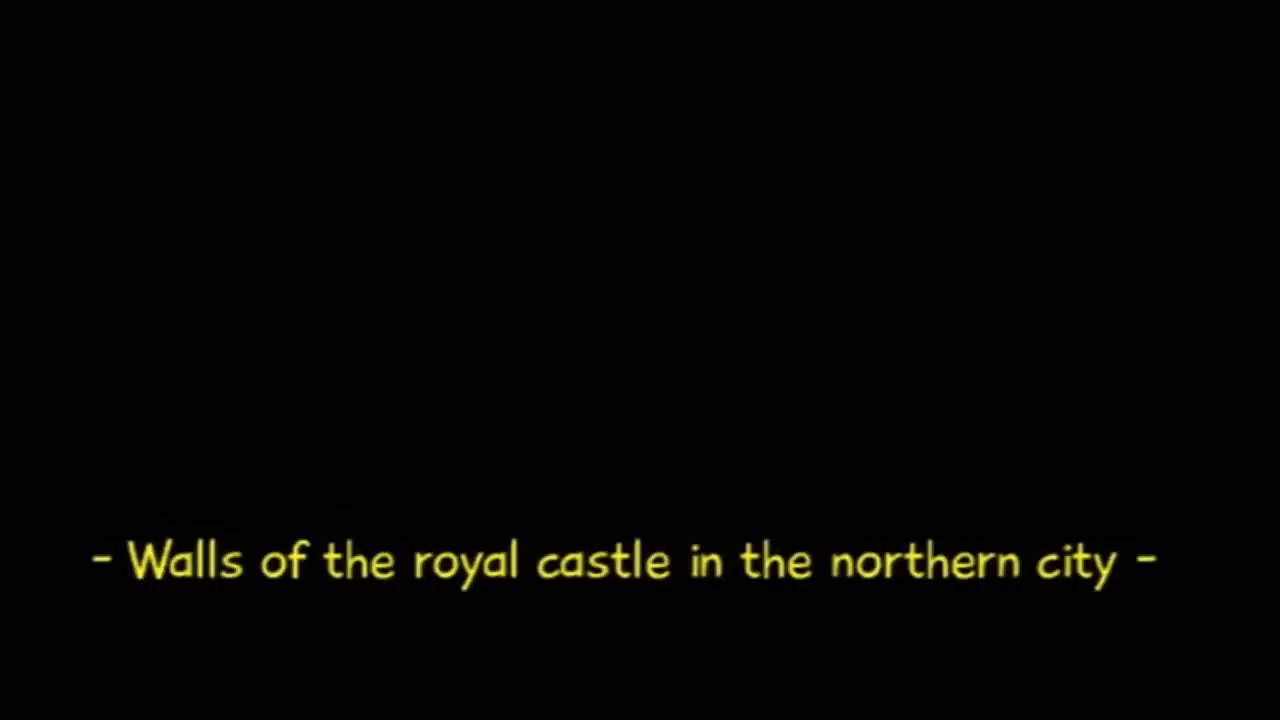 - Walls of the royal castle in the northern city -